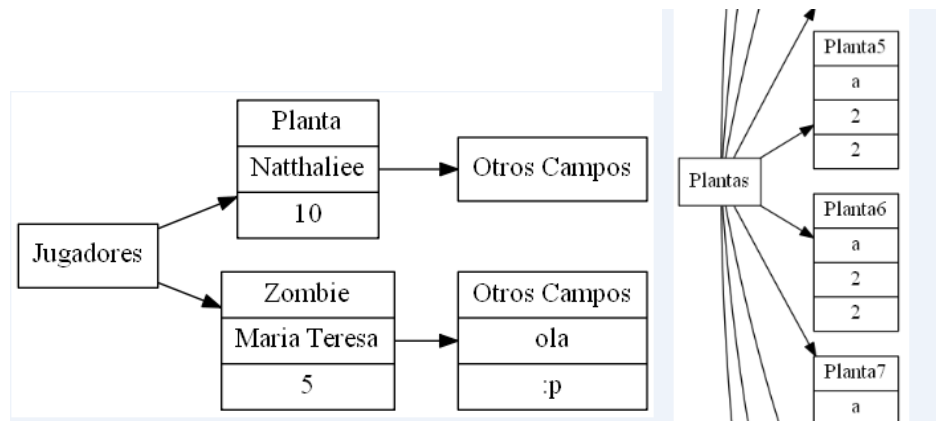 Jugadores
Planta
Natthaliee
10
Otros Campos
Zombie
Maria Teresa
5
Otros Campos
ola
:p
Plantas
Planta5
a
2
2
Planta6
a
2
2
Planta7
a